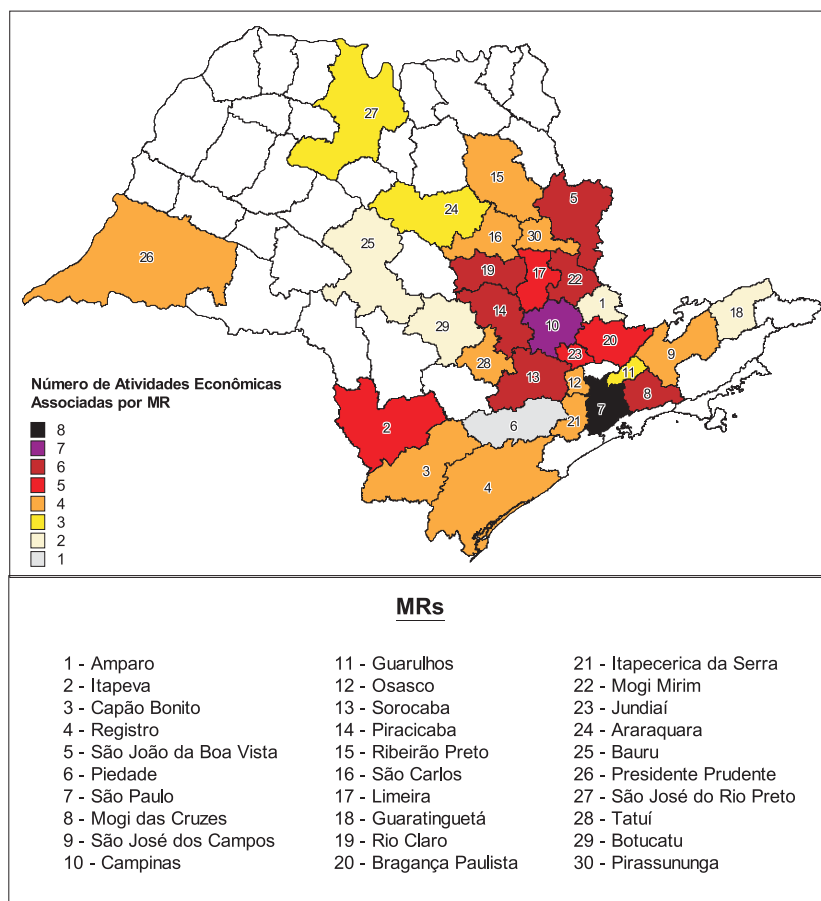 27
15
5
24
16
30
25
26
19
17
22
1
18
14
10
29
20
9
23
28
11
13
12
8
7
21
6
2
3
4
Número de Atividades Econômicas
Associadas por MR
8
7
6
5
4
3
2
1
MRs
1 - Amparo
2 - Itapeva
3 - Capão Bonito
4 - Registro
5 - São João da Boa Vista
6 - Piedade
7 - São Paulo
8 - Mogi das Cruzes
9 - São José dos Campos
10 - Campinas
11 - Guarulhos
12 - Osasco
13 - Sorocaba
14 - Piracicaba
15 - Ribeirão Preto
16 - São Carlos
17 - Limeira
18 - Guaratinguetá
19 - Rio Claro
20 - Bragança Paulista
21 - Itapecerica da Serra
22 - Mogi Mirim
23 - Jundiaí
24 - Araraquara
25 - Bauru
26 - Presidente Prudente
27 - São José do Rio Preto
28 - Tatuí
29 - Botucatu
30 - Pirassununga